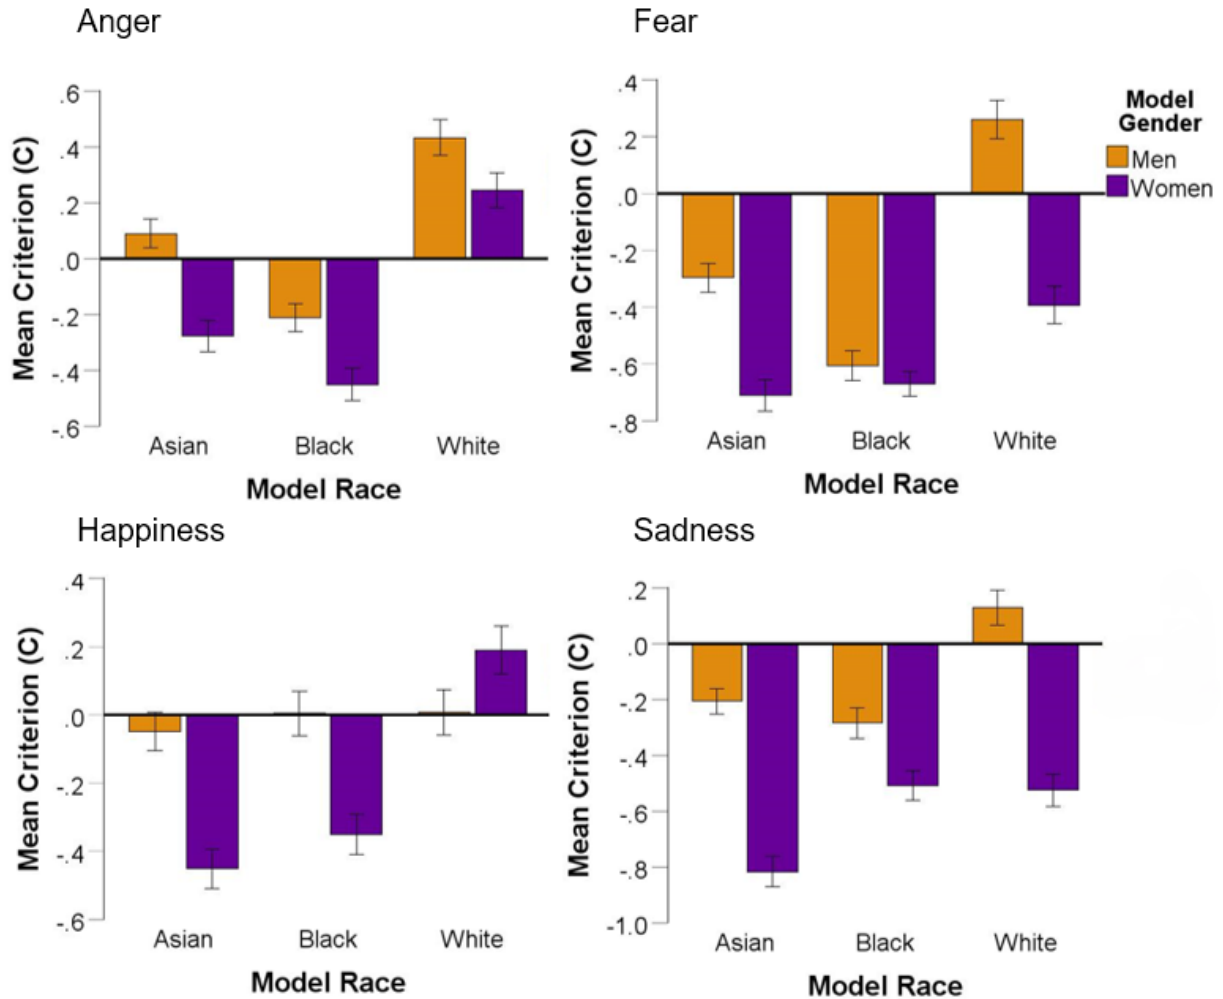 Anger
Mean Criterion (C)
.6
.4
.2
.0
-.2
-.4
-.6
Asian Black White
Model Race
Fear
Mean Criterion (C)
.4
.2
.0
-.2
-.4
-.6
-.8
Asian Black White
Model Race
Model
Gender
Men
Women
Happiness
Mean Criterion (C)
.4
.2
.0
-.2
-.4
-.6
Asian Black White
Model Race
Sadness
Mean Criterion (C)
.2
.0
-.2
-.4
-.6
-.8
-1.0
Asian Black White
Model Race